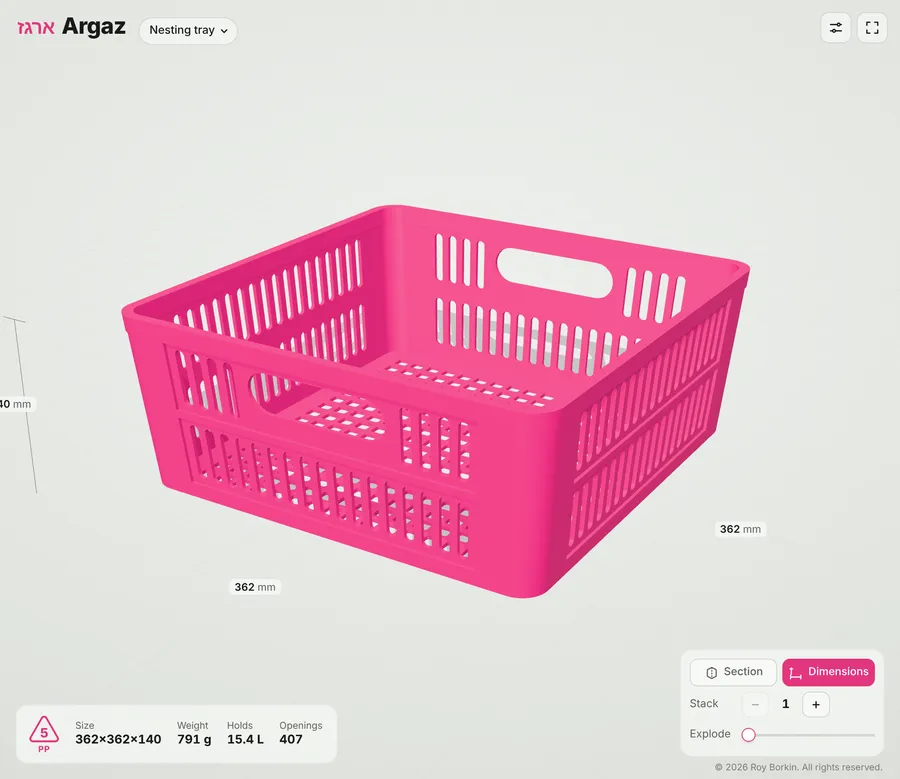 ארגז Argaz
Nesting tray
40 mm
362 mm
362 mm
5
PP
Size
362×362×140
Weight
791 g
Holds
15.4 L
Openings
407
Section
Dimensions
Stack
− 1 +
Explode
© 2026 Roy Borkin. All rights reserved.